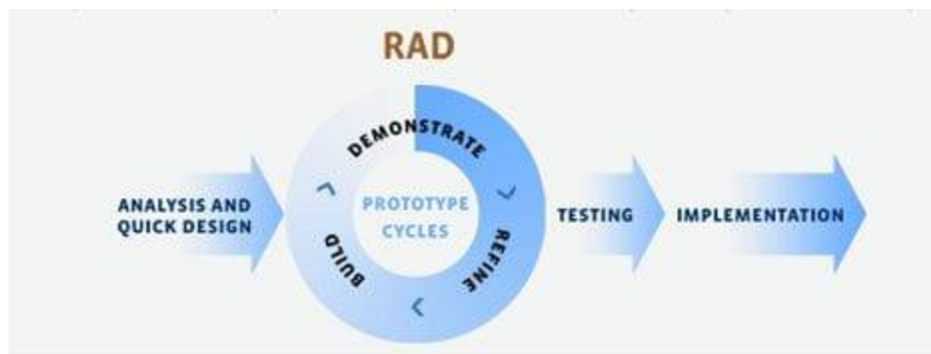 RAD
ANALYSIS AND
QUICK DESIGN
DEMONSTRATE
PROTOTYPE
CYCLES
REFINE
BUILD
TESTING
IMPLEMENTATION